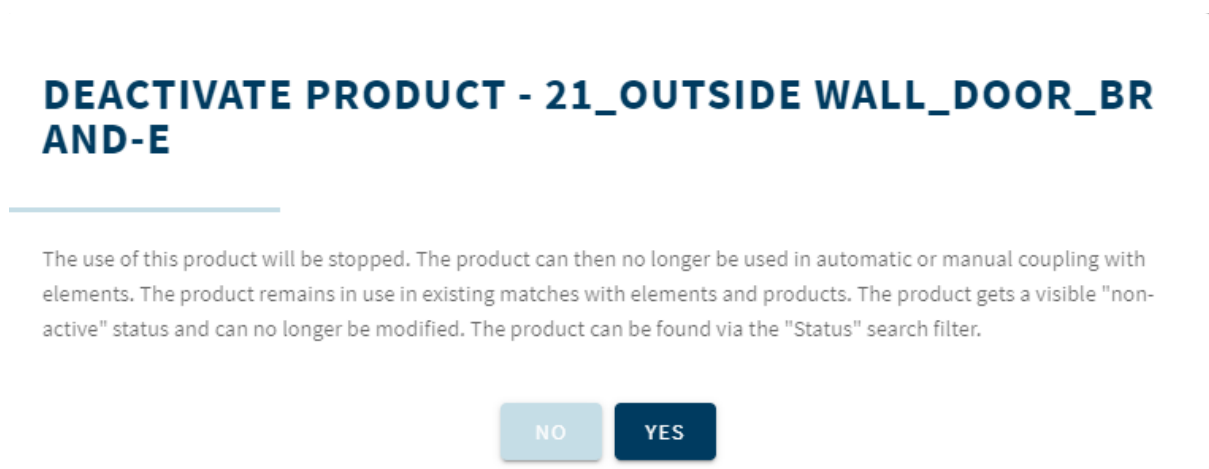 DEACTIVATE PRODUCT - 21_OUTSIDE WALL_DOOR_BR
AND-E
The use of this product will be stopped. The product can then no longer be used in automatic or manual coupling with
elements. The product remains in use in existing matches with elements and products. The product gets a visible "non-
active" status and can no longer be modified. The product can be found via the "Status" search filter.
NO YES